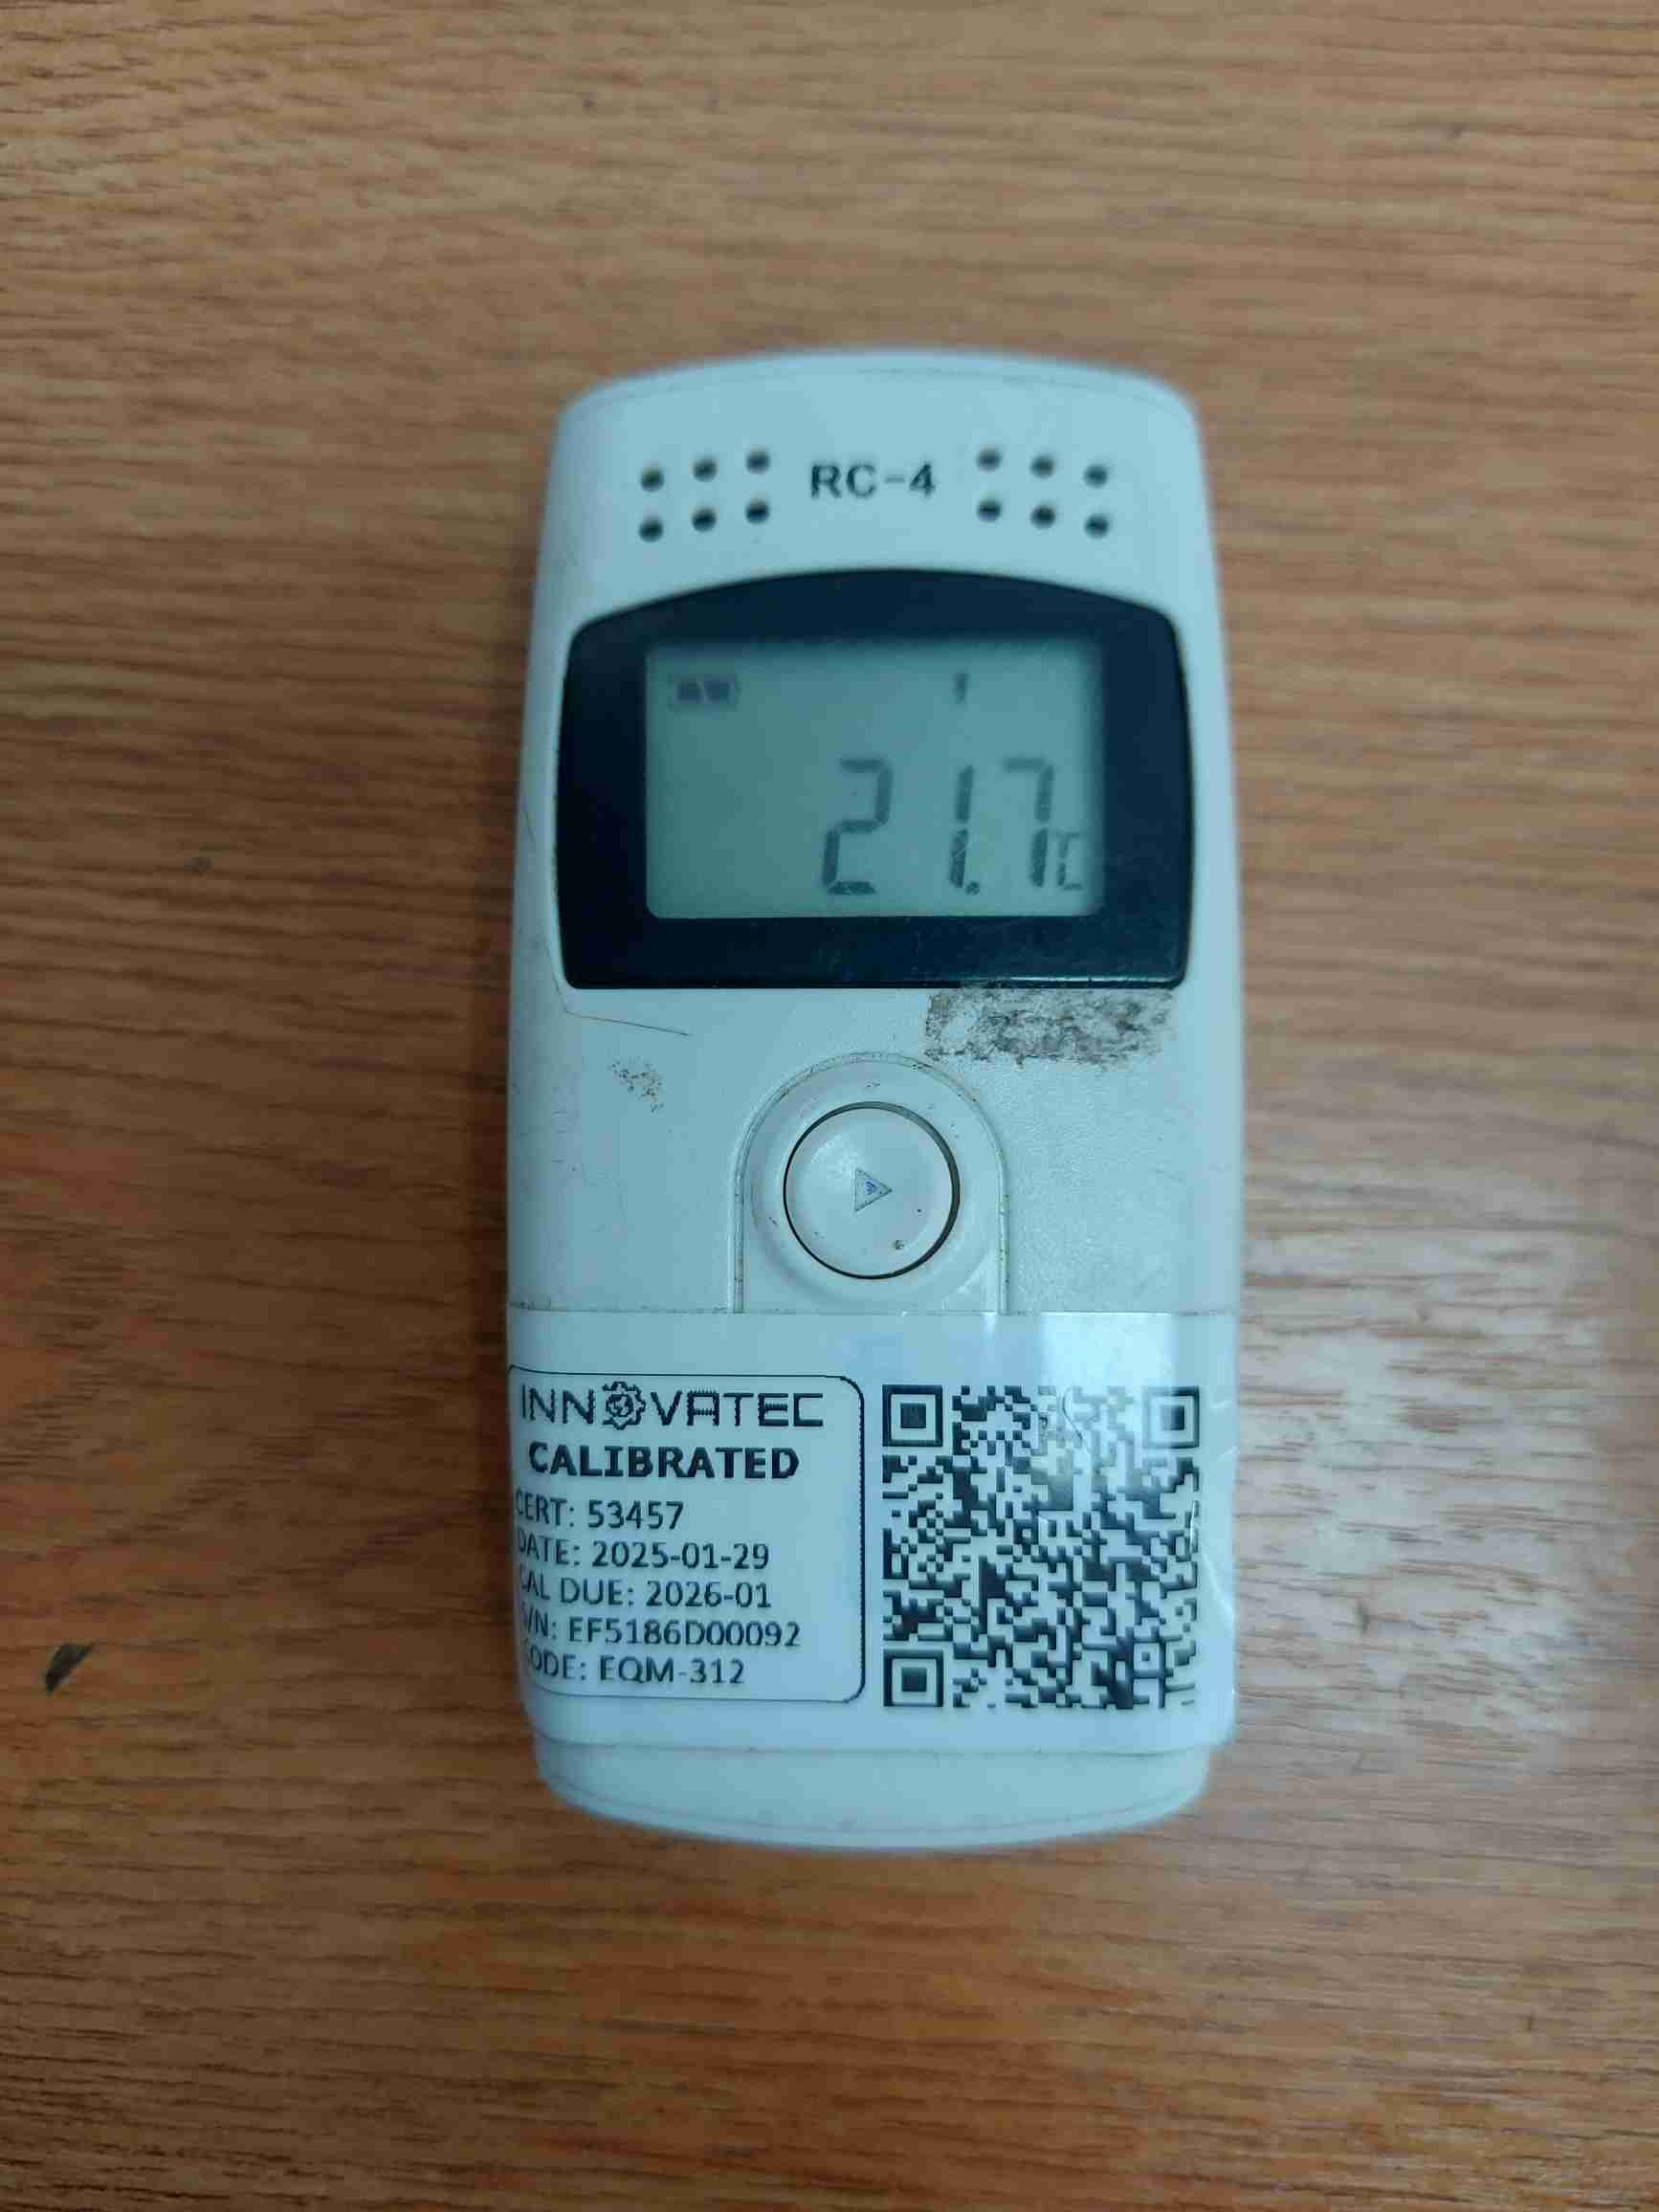 RC-4
21.7℃
INNOVATEC
CALIBRATED
CERT: 53457
DATE: 2025-01-29
CAL DUE: 2026-01
S/N: EF5186D00092
CODE: EQM-312